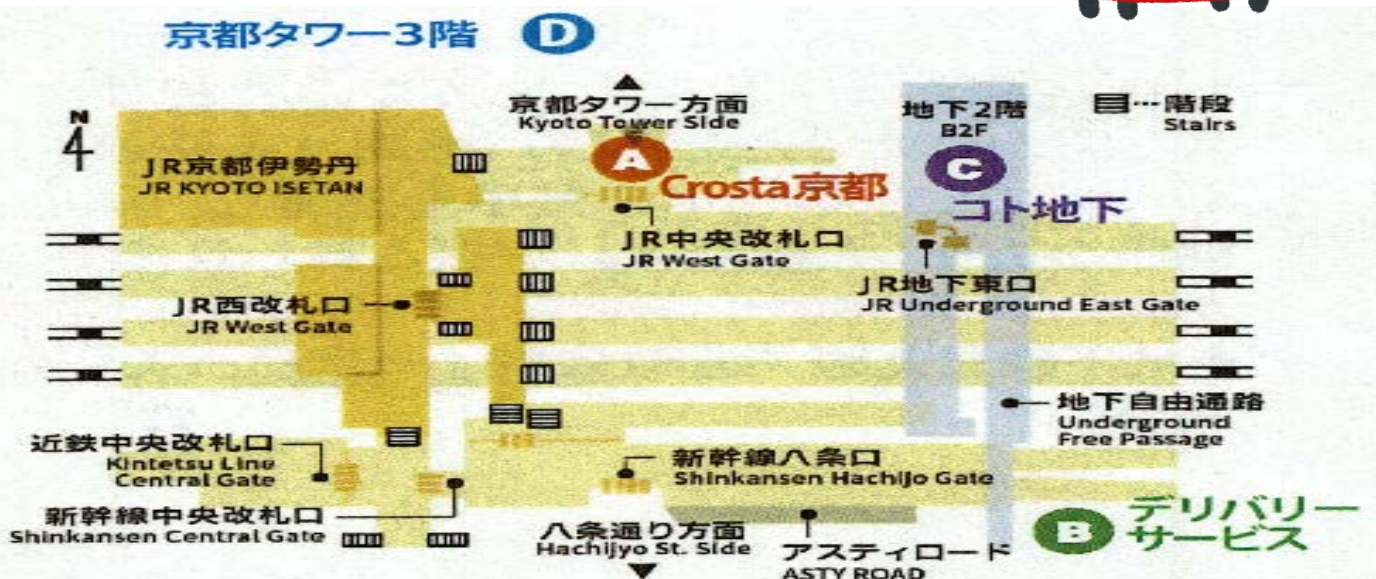 京都タワー3階 D
京都タワー方面
Kyoto Tower Side
地下2階
B2F
階段
Stairs
N
JR京都伊勢丹
JR KYOTO ISETAN
A
Crosta京都
C
コト地下
JR中央改札口
JR West Gate
JR地下東口
JR Underground East Gate
JR西改札口
JR West Gate
地下自由通路
Underground
Free Passage
近鉄中央改札口
Kintetsu Line
Central Gate
新幹線八条口
Shinkansen Hachijo Gate
新幹線中央改札口
Shinkansen Central Gate
八条通り方面
Hachijyo St. Side
アスティロード
ASTY ROAD
B
デリバリー
サービス